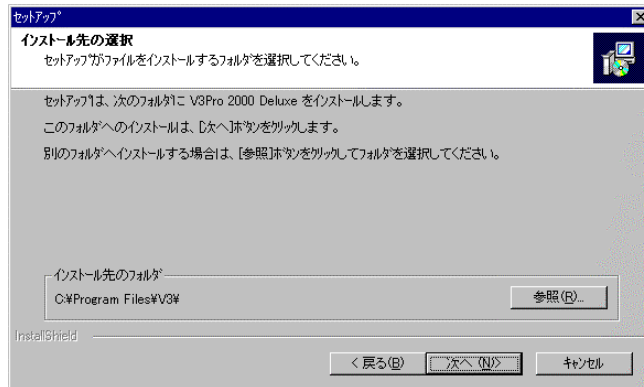 セットアップ
インストール先の選択
セットアップがファイルをインストールするフォルダを選択してください。
セットアップは、次のフォルダに V3Pro 2000 Deluxe をインストールします。
このフォルダへのインストールは、[次へ]ボタンをクリックします。
別のフォルダへインストールする場合は、[参照]ボタンをクリックしてフォルダを選択してください。
インストール先のフォルダ
C:¥Program Files¥V3¥
参照(R)...
InstallShield
< 戻る(B)
次へ (N)>
キャンセル